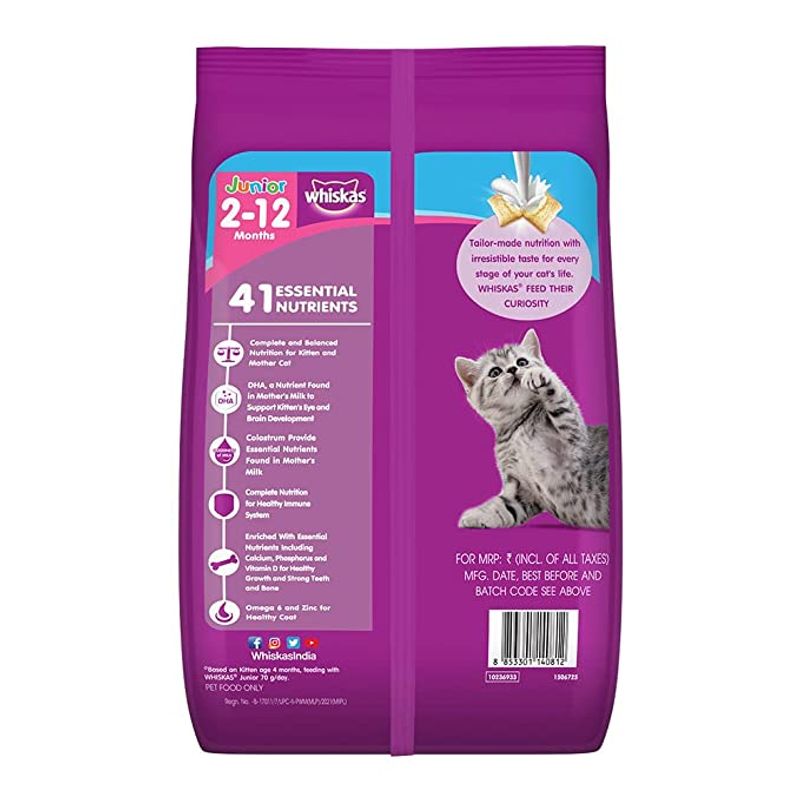 Junior
2-12
Months
whiskas
41 ESSENTIAL
NUTRIENTS
Complete and Balanced
Nutrition for Kitten and
Mother Cat
DHA
DHA, a Nutrient Found
in Mother's Milk to
Support Kitten's Eye and
Brain Development
Colostrum Provide
Essential Nutrients
Found in Mother's
Milk
Complete Nutrition
for Healthy Immune
System
Enriched With Essential
Nutrients Including
Calcium, Phosphorus and
Vitamin D for Healthy
Growth and Strong Teeth
and Bone
Omega 6 and Zinc for
Healthy Coat
WhiskasIndia
Based on Kitten age 4 months, feeding with
WHISKAS® Junior 70 g/day.
PET FOOD ONLY
Tailor-made nutrition with
irresistible taste for every
stage of your cat's life.
WHISKAS® FEED THEIR
CURIOSITY
FOR MRP: ₹ (INCL. OF ALL TAXES)
MFG. DATE, BEST BEFORE AND
BATCH CODE SEE ABOVE
8 853301 140812
10236933 1586725